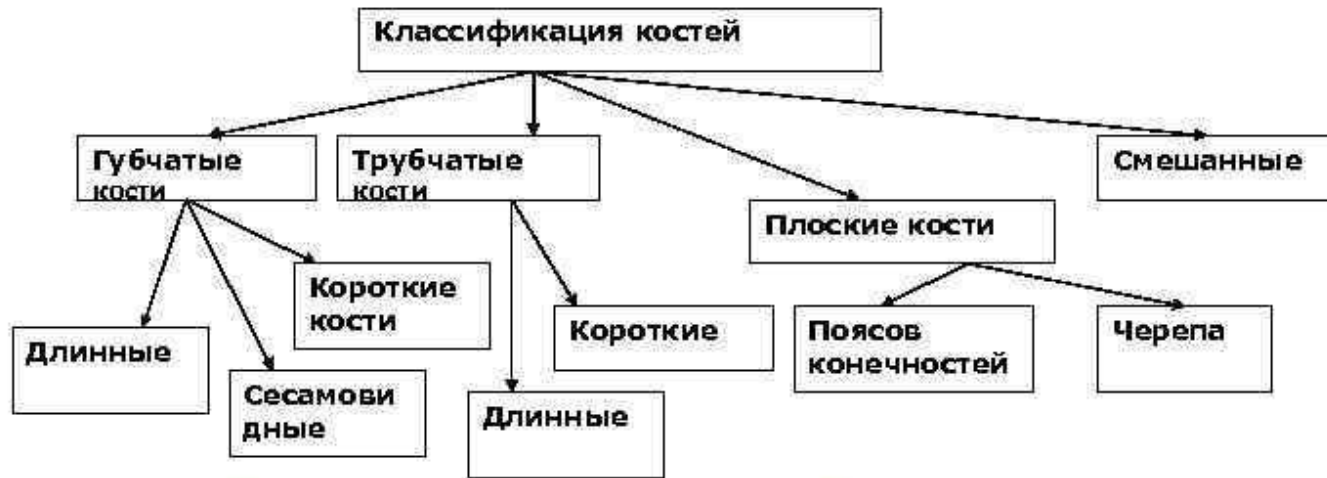 Классификация костей
Губчатые
кости
Трубчатые
кости
Смешанные
Плоские кости
Короткие
кости
Короткие
Поясов
конечностей
Черепа
Длинные
Сесамови
дные
Длинные